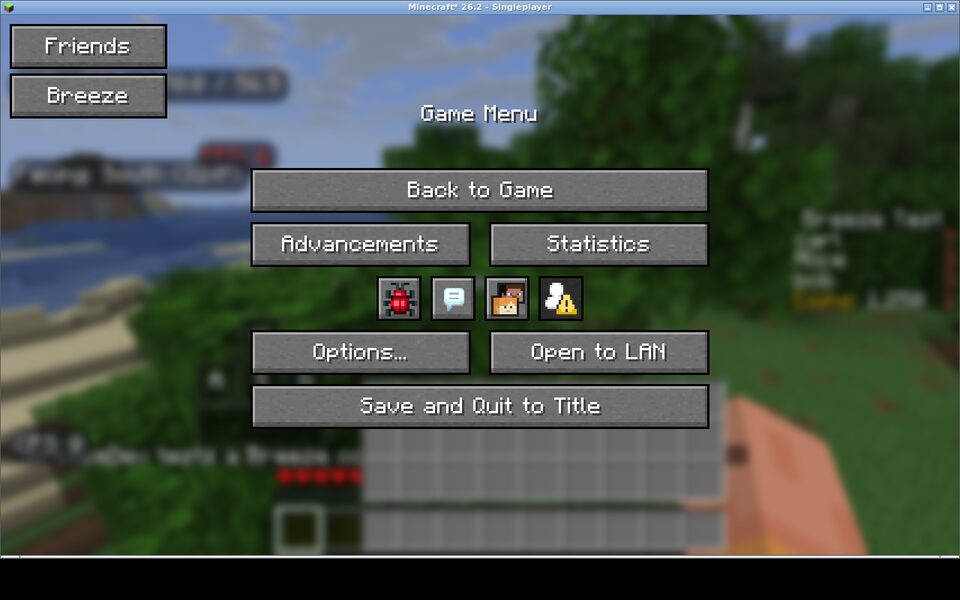 Minecraft* 26.2 - Singleplayer
Friends
Breeze
Game Menu
Back to Game
Advancements
Statistics
Options...
Open to LAN
Save and Quit to Title